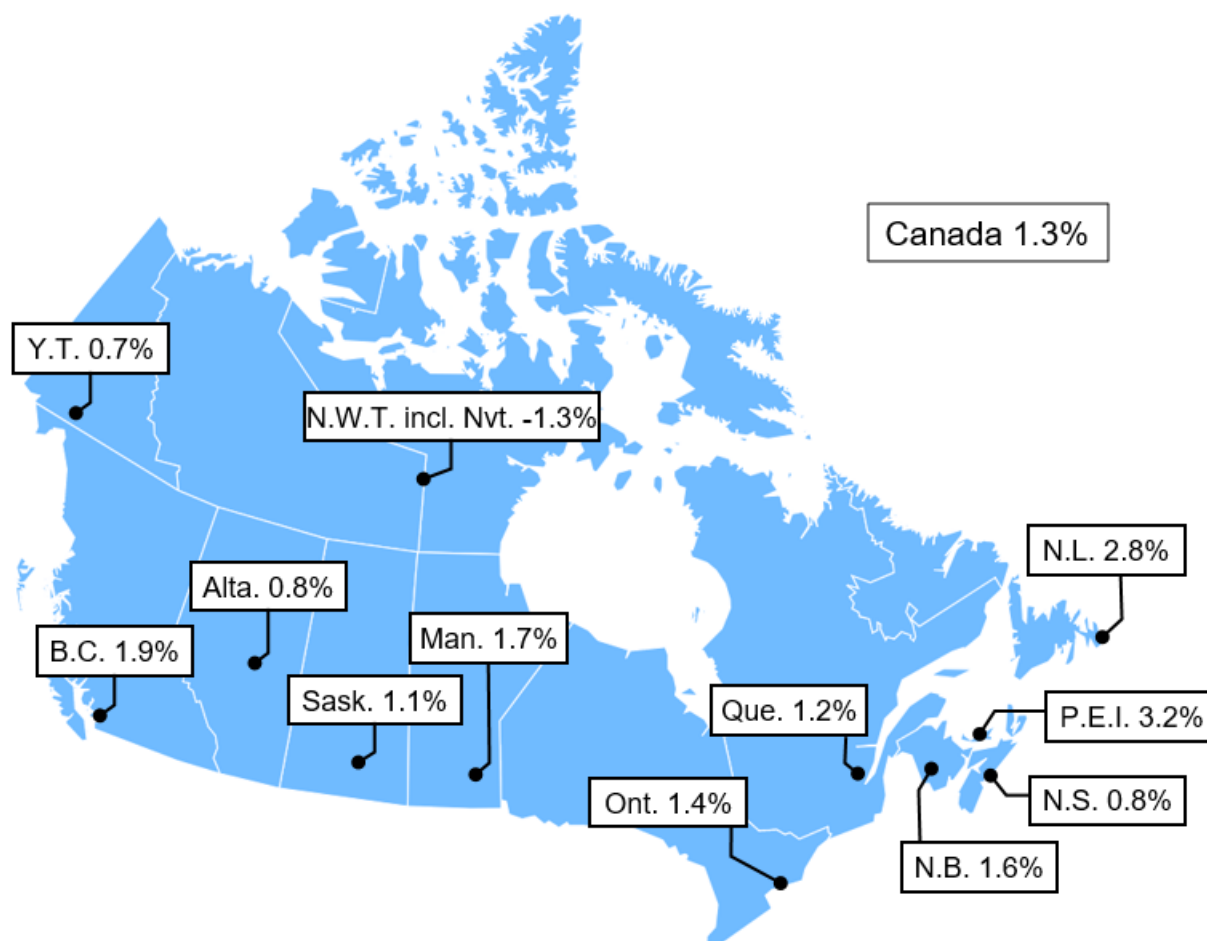 Canada 1.3%
Y.T. 0.7%
N.W.T. incl. Nvt. -1.3%
N.L. 2.8%
Alta. 0.8%
Man. 1.7%
B.C. 1.9%
Sask. 1.1%
Que. 1.2%
P.E.I. 3.2%
Ont. 1.4%
N.S. 0.8%
N.B. 1.6%